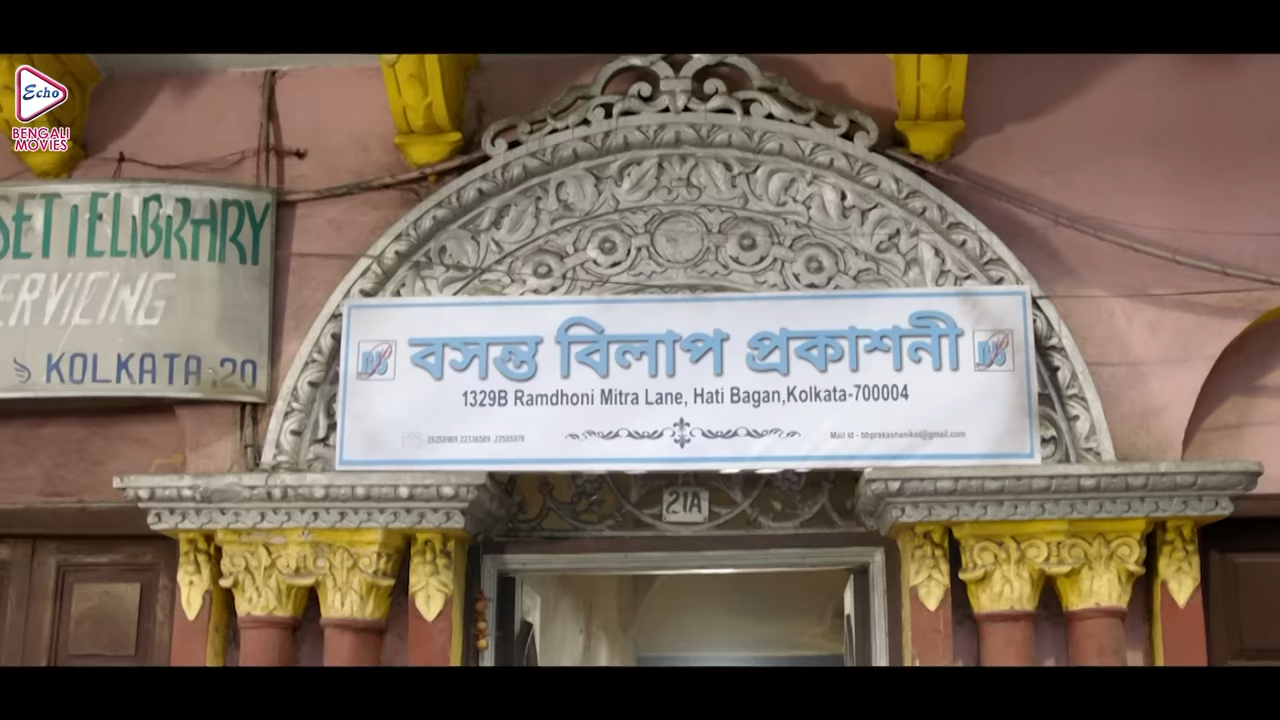 Echo
BENGALI
MOVIES
SETTE LIBRARY
ERVICING
KOLKATA-20
বসন্ত বিলাপ প্রকাশনী
1329B Ramdhoni Mitra Lane, Hati Bagan,Kolkata-700004
Mail id - bbprakashanikol@gmail.com
21A